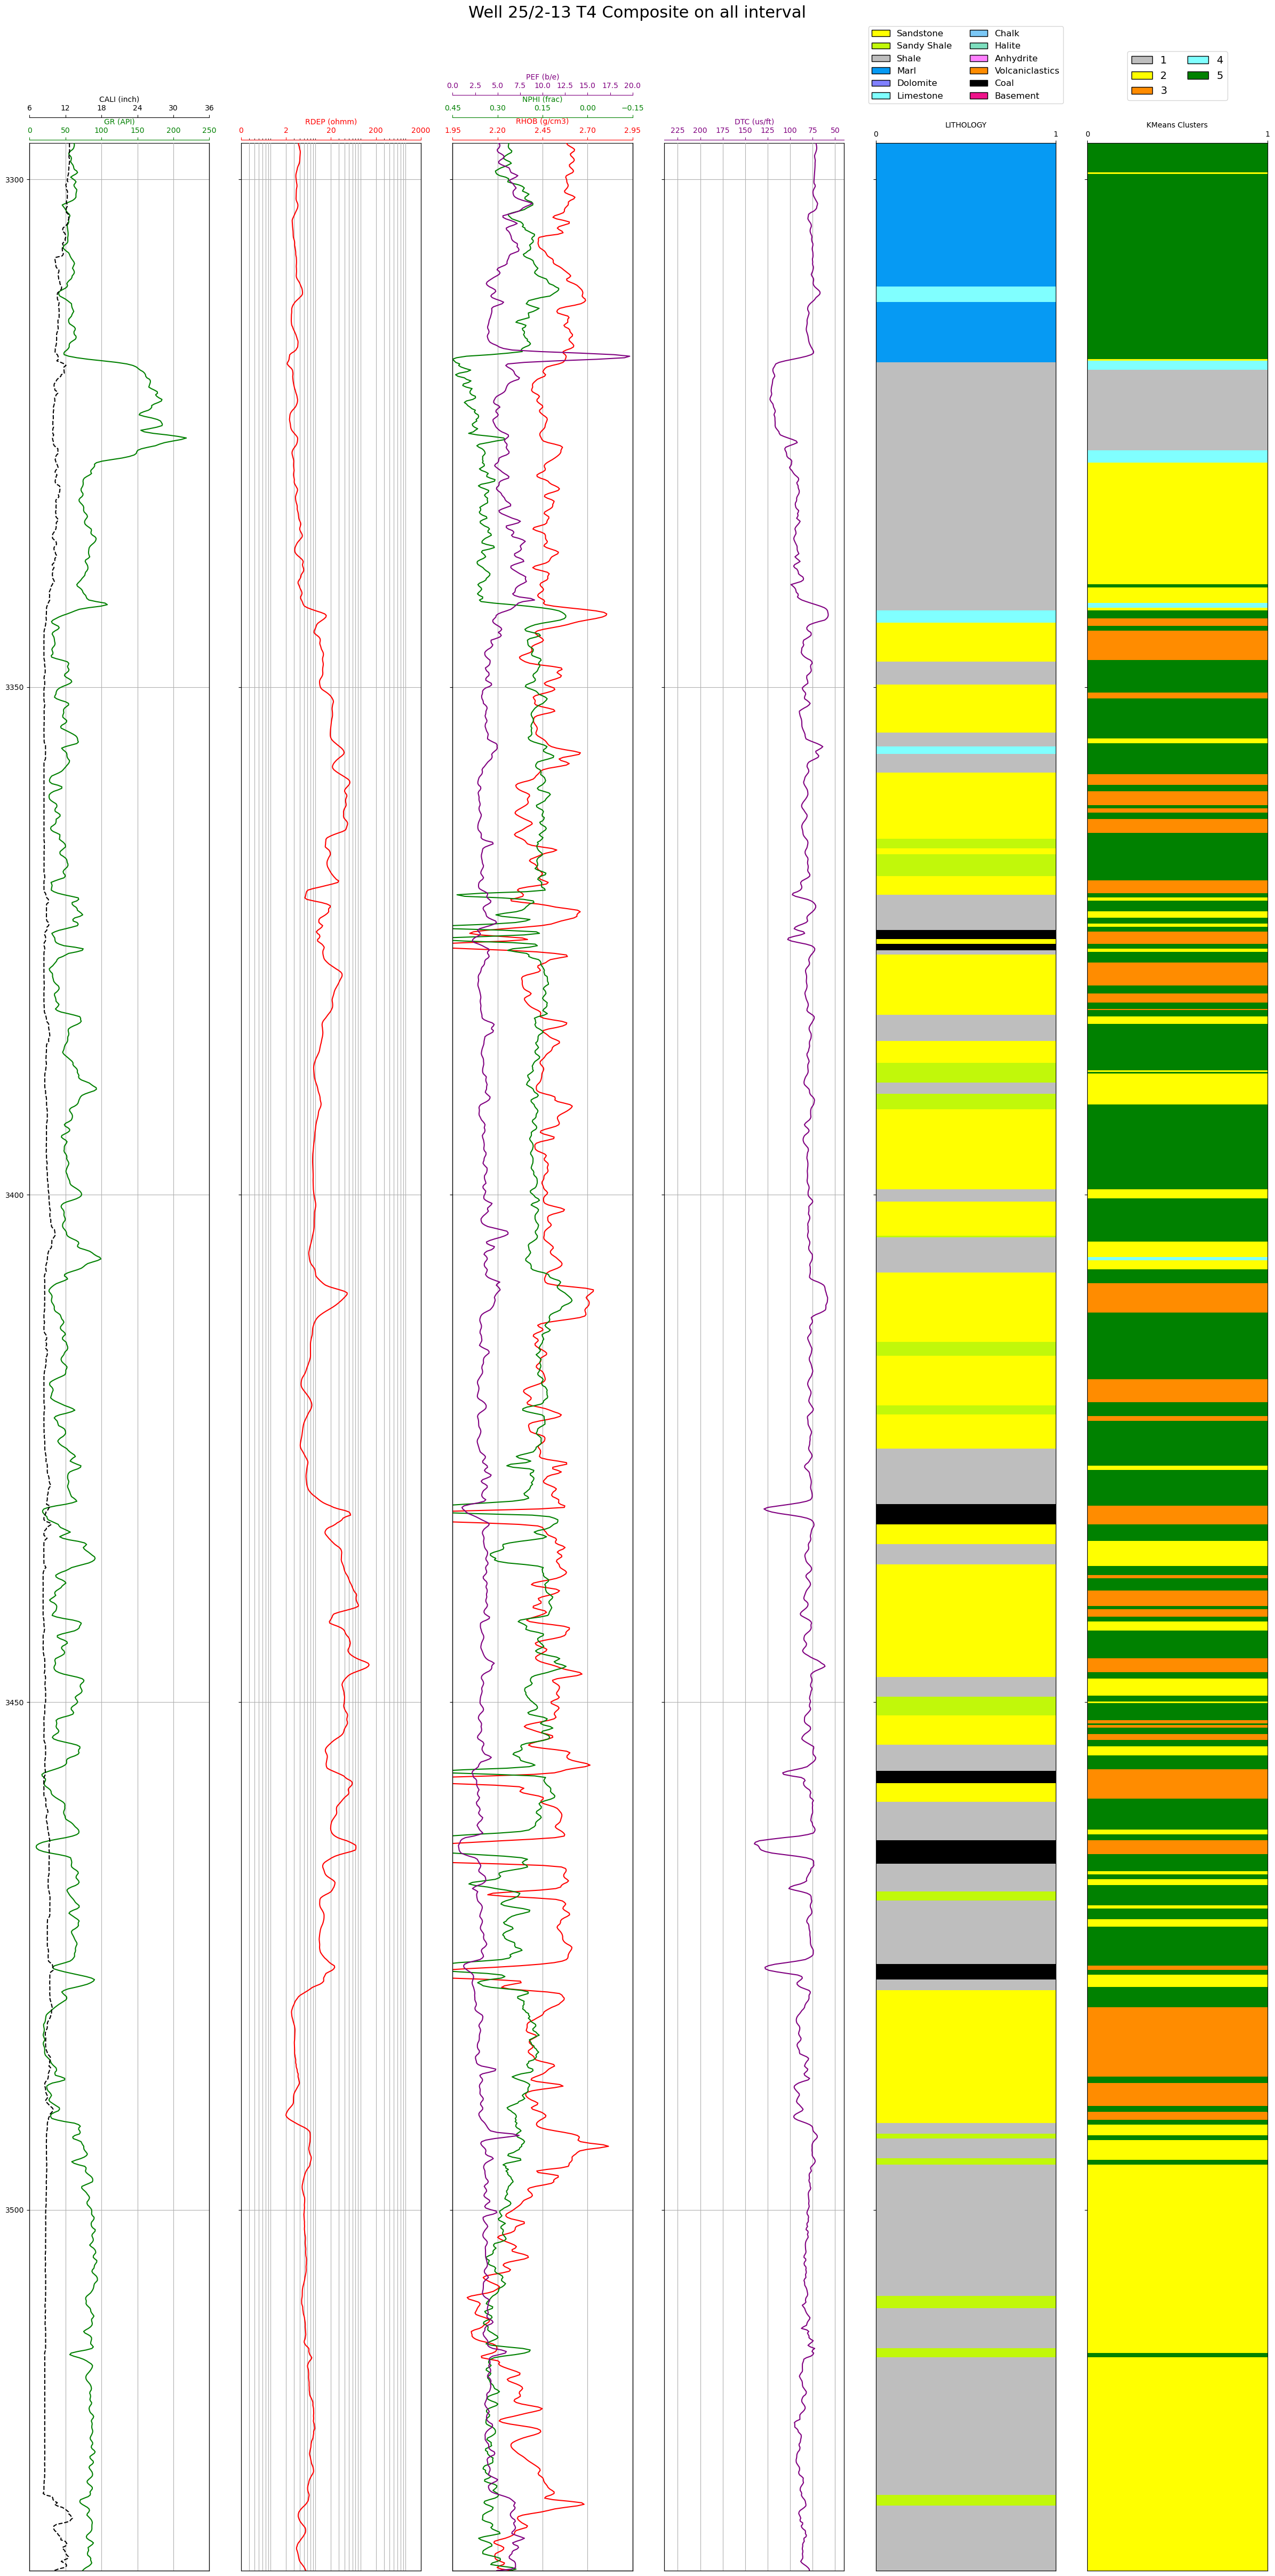 Well 25/2-13 T4 Composite on all interval
Sandstone Chalk
Sandy Shale Halite
Shale Anhydrite
Marl Volcaniclastics
Dolomite Coal
Limestone Basement
1 4
2 5
3
PEF (b/e)
0.0 2.5 5.0 7.5 10.0 12.5 15.0 17.5 20.0
CALI (inch)
6 12 18 24 30 36
NPHI (frac)
0.45 0.30 0.15 0.00 −0.15
GR (API)
0 50 100 150 200 250
RDEP (ohmm)
0 2 20 200 2000
RHOB (g/cm3)
1.95 2.20 2.45 2.70 2.95
DTC (us/ft)
225 200 175 150 125 100 75 50
LITHOLOGY
0 1
KMeans Clusters
0 1
3300
3350
3400
3450
3500